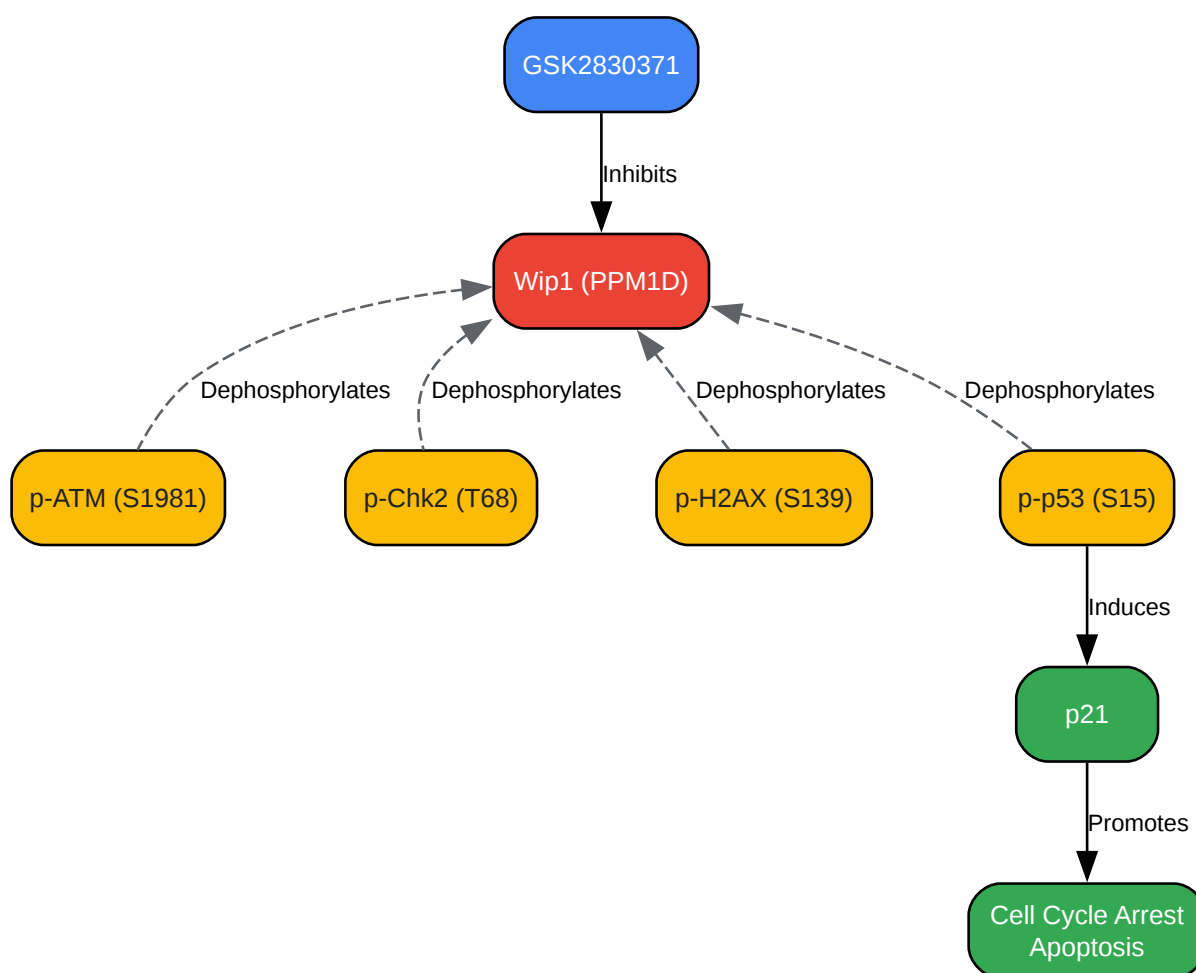 GSK2830371
Inhibits
Wip1 (PPM1D)
Dephosphorylates
Dephosphorylates
Dephosphorylates
Dephosphorylates
p-ATM (S1981)
p-Chk2 (T68)
p-H2AX (S139)
p-p53 (S15)
Induces
p21
Promotes
Cell Cycle Arrest
Apoptosis